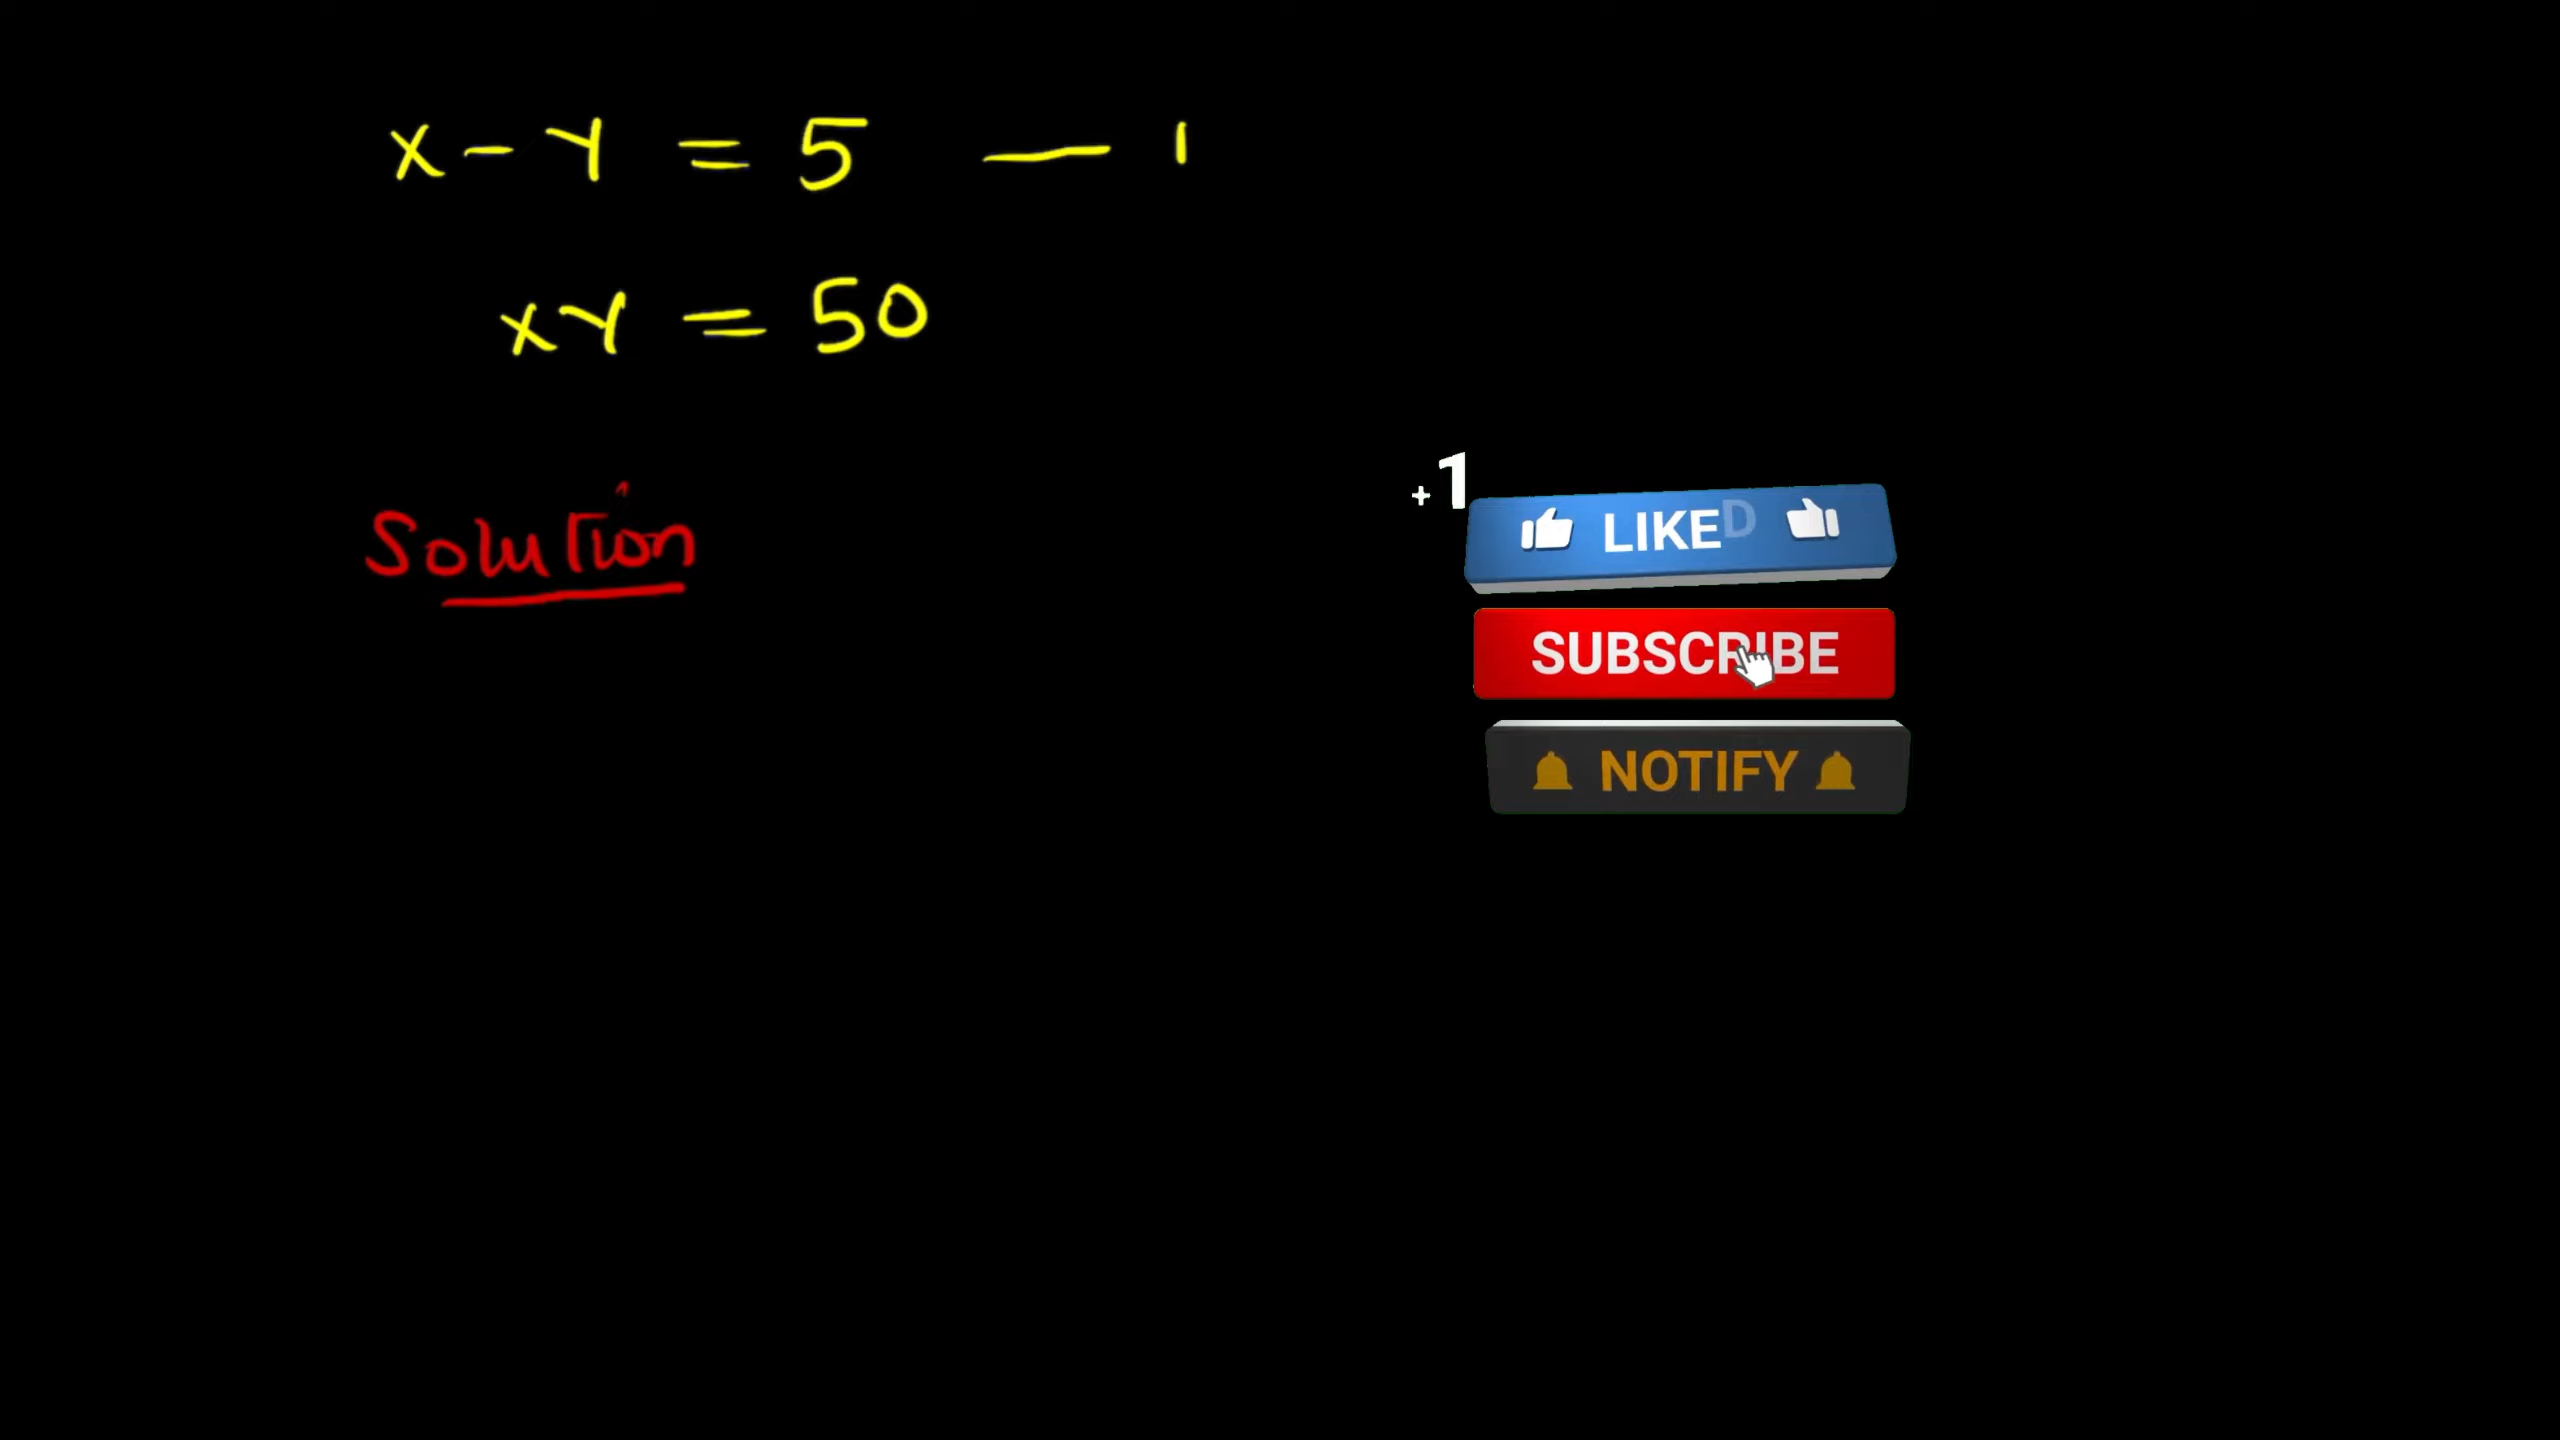 x - y = 5 — 1
xy = 50
Solution
+1
LIKED
SUBSCRIBE
NOTIFY